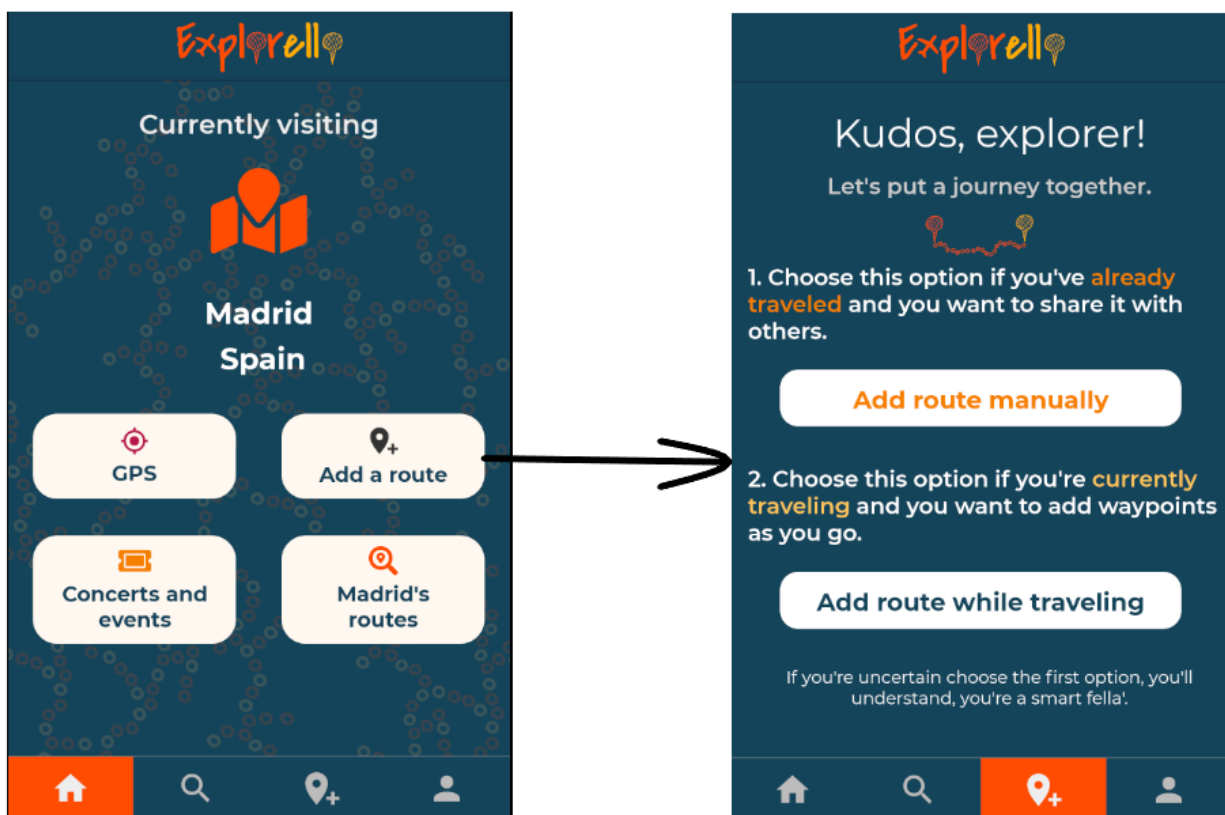 Explorello
Currently visiting
Madrid
Spain
GPS
Add a route
Concerts and
events
Madrid's
routes
Explorello
Kudos, explorer!
Let's put a journey together.
1. Choose this option if you've already
traveled and you want to share it with
others.
Add route manually
2. Choose this option if you're currently
traveling and you want to add waypoints
as you go.
Add route while traveling
If you're uncertain choose the first option, you'll
understand, you're a smart fella'.